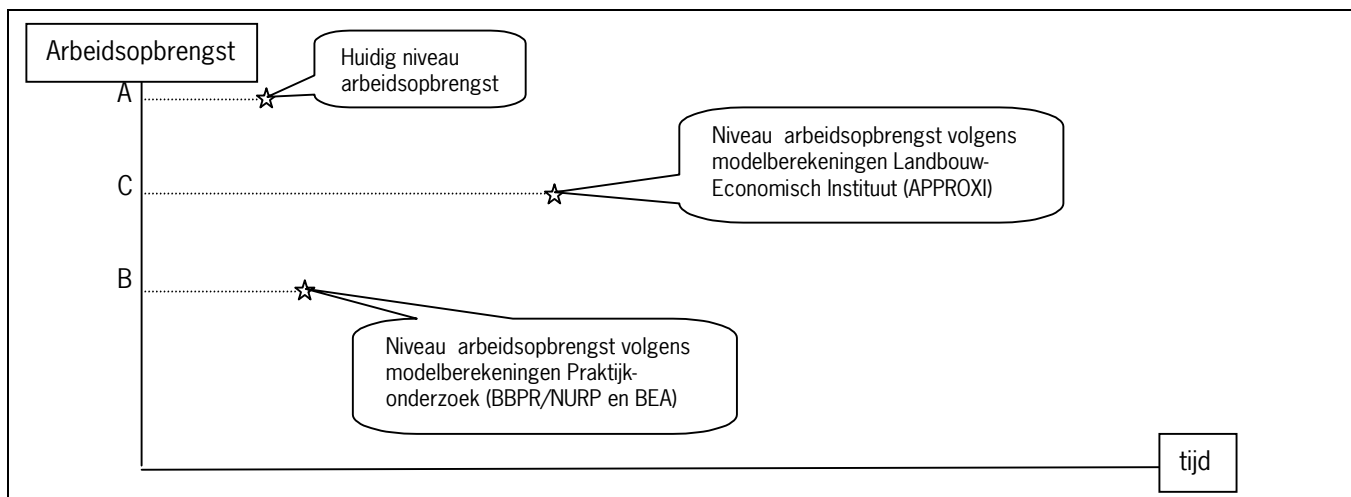 Arbeidsopbrengst
Huidig niveau
arbeidsopbrengst
A
Niveau arbeidsopbrengst volgens
modelberekeningen Landbouw-
Economisch Instituut (APPROXI)
C
B
Niveau arbeidsopbrengst volgens
modelberekeningen Praktijk-
onderzoek (BBPR/NURP en BEA)
tijd